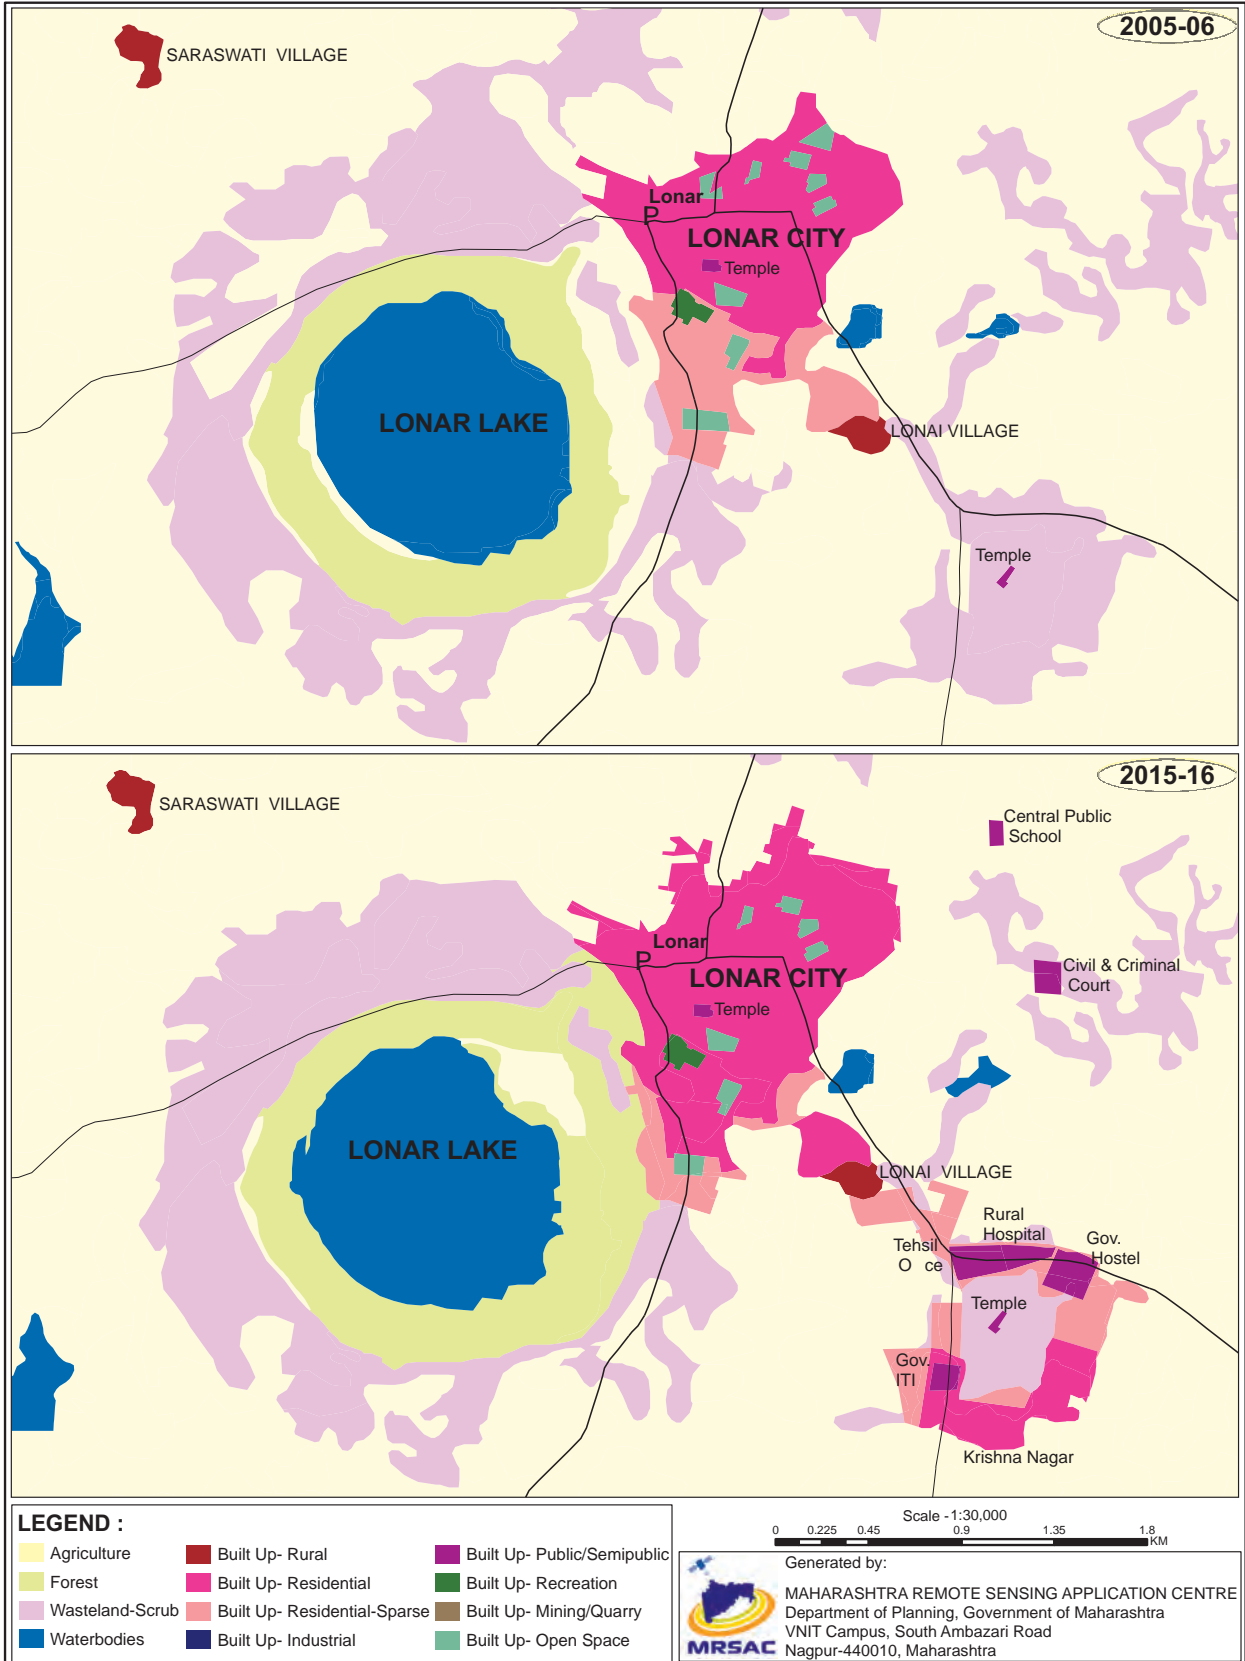 2005-06
SARASWATI VILLAGE
Lonar
P
LONAR CITY
Temple
LONAR LAKE
LONAI VILLAGE
Temple
2015-16
SARASWATI VILLAGE
Central Public
School
Lonar
P
Civil & Criminal
Court
LONAR CITY
Temple
LONAR LAKE
LONAI VILLAGE
Rural
Hospital
Gov.
Hostel
Tehsil
O ce
Temple
Gov.
ITI
Krishna Nagar
LEGEND :
Agriculture
Forest
Wasteland-Scrub
Waterbodies
Built Up- Rural
Built Up- Residential
Built Up- Residential-Sparse
Built Up- Industrial
Built Up- Public/Semipublic
Built Up- Recreation
Built Up- Mining/Quarry
Built Up- Open Space
Scale - 1:30,000
0 0.225 0.45 0.9 1.35 1.8
KM
Generated by:
MAHARASHTRA REMOTE SENSING APPLICATION CENTRE
Department of Planning, Government of Maharashtra
VNIT Campus, South Ambazari Road
Nagpur-440010, Maharashtra
MRSAC